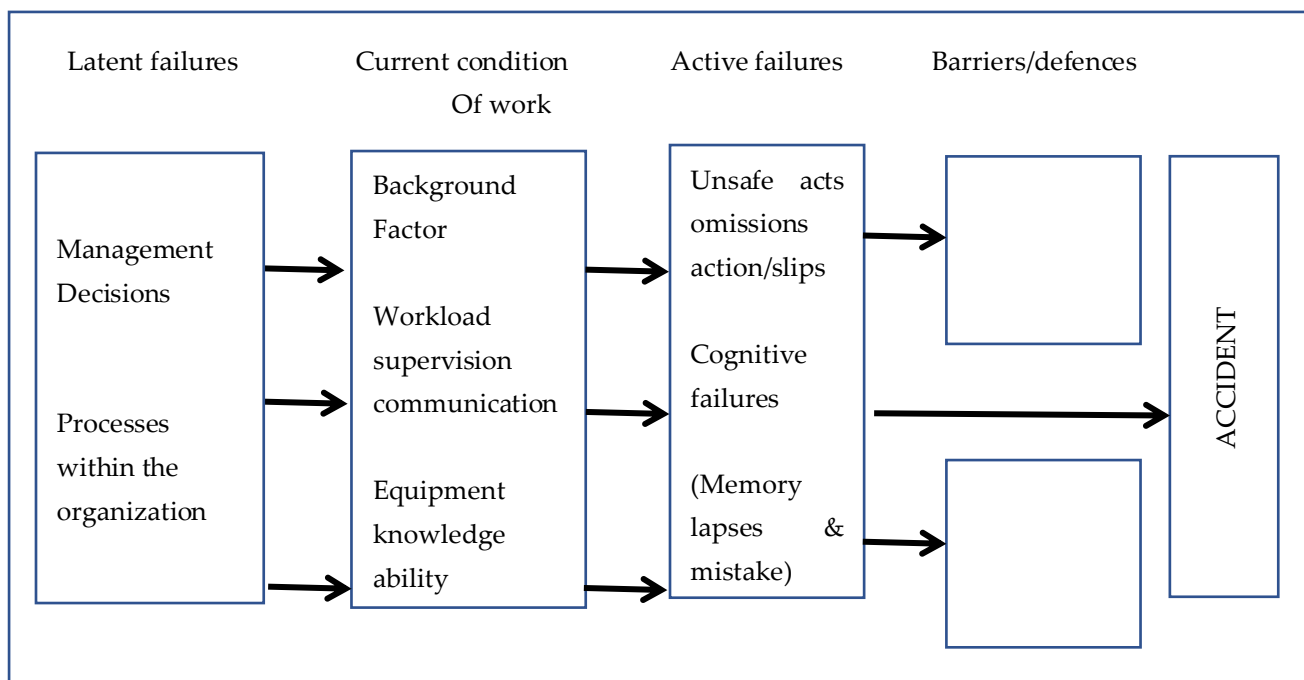 Latent failures
Current condition
Of work
Active failures
Barriers/defences
Management
Decisions
Processes
within the
organization
Background
Factor
Workload
supervision
communication
Equipment
knowledge
ability
Unsafe acts
omissions
action/slips
Cognitive
failures
(Memory
lapses &
mistake)
ACCIDENT